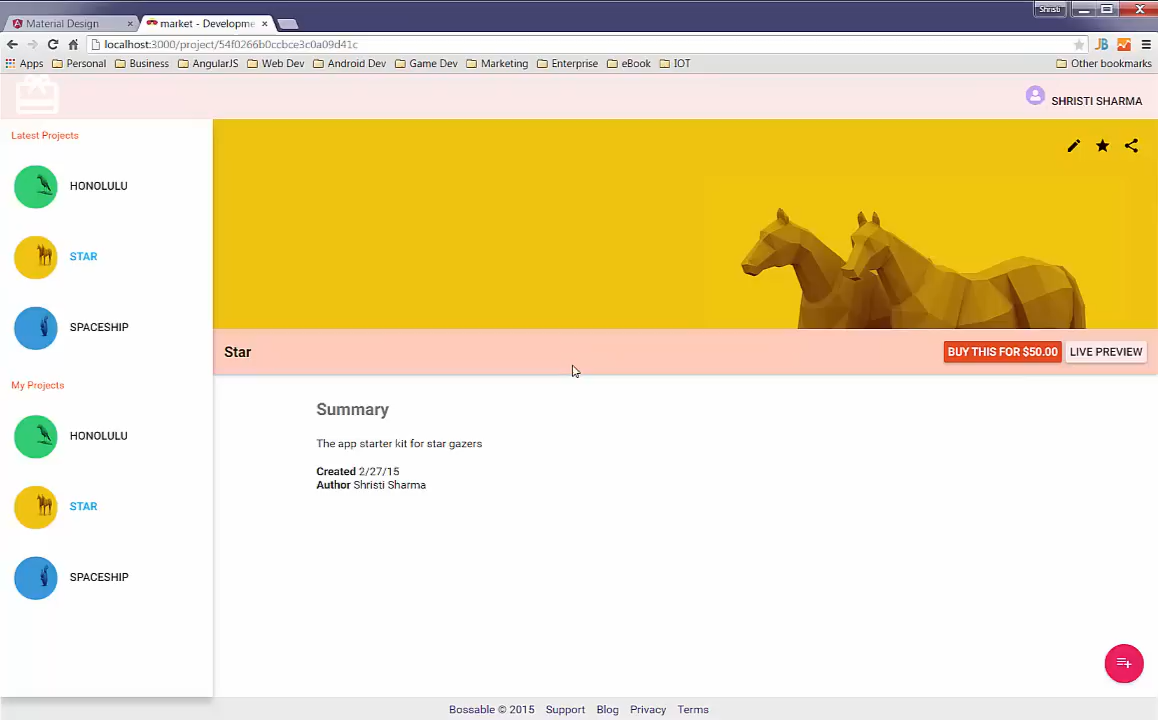 Material Design
market - Developme
Shristi
localhost:3000/project/54f0266b0ccbce3c0a09d41c
Apps Personal Business AngularJS Web Dev Android Dev Game Dev Marketing Enterprise eBook IOT Other bookmarks
SHRISTI SHARMA
Latest Projects
HONOLULU
STAR
SPACESHIP
My Projects
HONOLULU
STAR
SPACESHIP
Star
BUY THIS FOR $50.00
LIVE PREVIEW
Summary
The app starter kit for star gazers
Created 2/27/15
Author Shristi Sharma
Bossable © 2015 Support Blog Privacy Terms